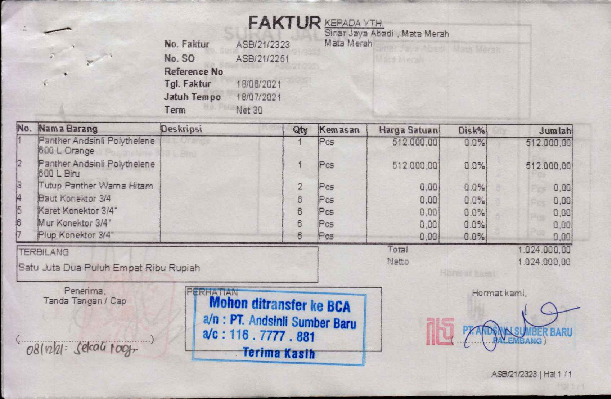 FAKTUR
KEPADA YTH.
Sinar Jaya Abadi , Mata Merah
Mata Merah
No. Faktur ASB/21/2323
No. SO ASB/21/2251
Reference No
Tgl. Faktur 18/06/2021
Jatuh Tempo 18/07/2021
Term Net 30
No. Nama Barang Deskripsi Qty Kemasan Harga Satuan Disk% Jumlah
1 Panther Andsinli Polythelene 1 Pcs 512.000,00 0.0% 512.000,00
600 L Orange
2 Panther Andsinli Polythelene 1 Pcs 512.000,00 0.0% 512.000,00
600 L Biru
3 Tutup Panther Warna Hitam 2 Pcs 0,00 0.0% 0,00
4 Baut Konektor 3/4 6 Pcs 0,00 0.0% 0,00
5 Karet Konektor 3/4" 6 Pcs 0,00 0.0% 0,00
6 Mur Konektor 3/4" 6 Pcs 0,00 0.0% 0,00
7 Plup Konektor 3/4" 6 Pcs 0,00 0.0% 0,00
TERBILANG
Satu Juta Dua Puluh Empat Ribu Rupiah
Total 1.024.000,00
Netto 1.024.000,00
Penerima,
Tanda Tangan / Cap
PERHATIAN
Mohon ditransfer ke BCA
a/n : PT. Andsinli Sumber Baru
a/c : 116 . 7777 . 881
Terima Kasih
Hormat kami,
PT. ANDSINLI SUMBER BARU
PALEMBANG
Sekali
ASB/21/2323 | Hal 1 / 1